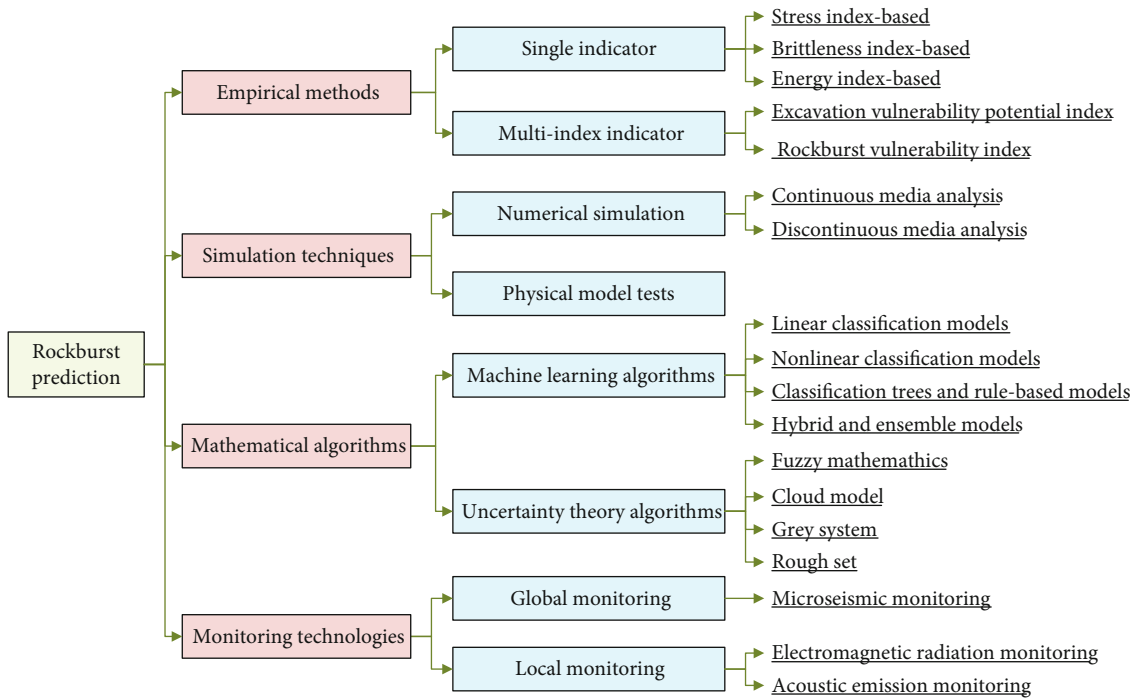 Rockburst
prediction
Empirical methods
Single indicator
Stress index-based
Brittleness index-based
Energy index-based
Multi-index indicator
Excavation vulnerability potential index
Rockburst vulnerability index
Simulation techniques
Numerical simulation
Continuous media analysis
Discontinuous media analysis
Physical model tests
Mathematical algorithms
Machine learning algorithms
Linear classification models
Nonlinear classification models
Classification trees and rule-based models
Hybrid and ensemble models
Uncertainty theory algorithms
Fuzzy mathemathics
Cloud model
Grey system
Rough set
Monitoring technologies
Global monitoring
Microseismic monitoring
Local monitoring
Electromagnetic radiation monitoring
Acoustic emission monitoring